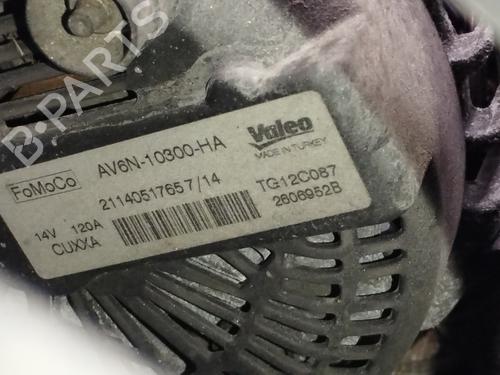 B-PARTS
FoMoCo
AV6N-10300-HA
Valeo
MADE IN TURKEY
21140517657/14
TG12C087
14V 120A
2606952B
CUXXA